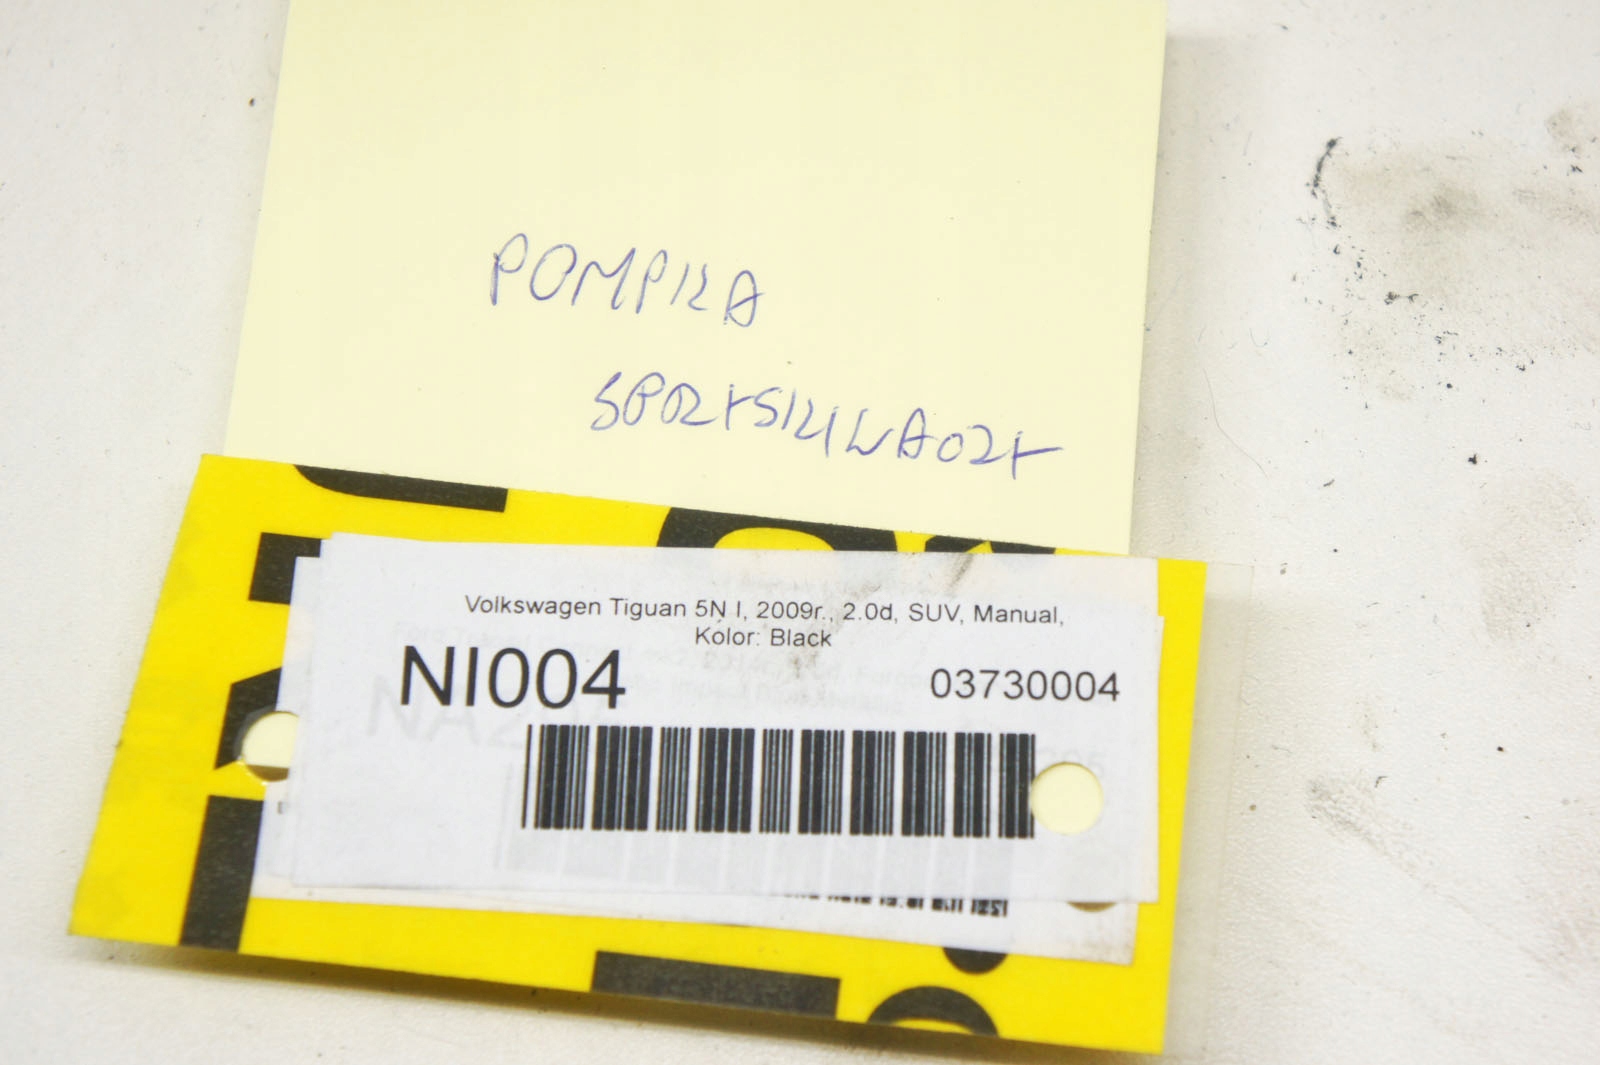 POMPKA
SPRYSKIWACZY
Volkswagen Tiguan 5N I, 2009r., 2.0d, SUV, Manual,
Kolor: Black
NI004
03730004